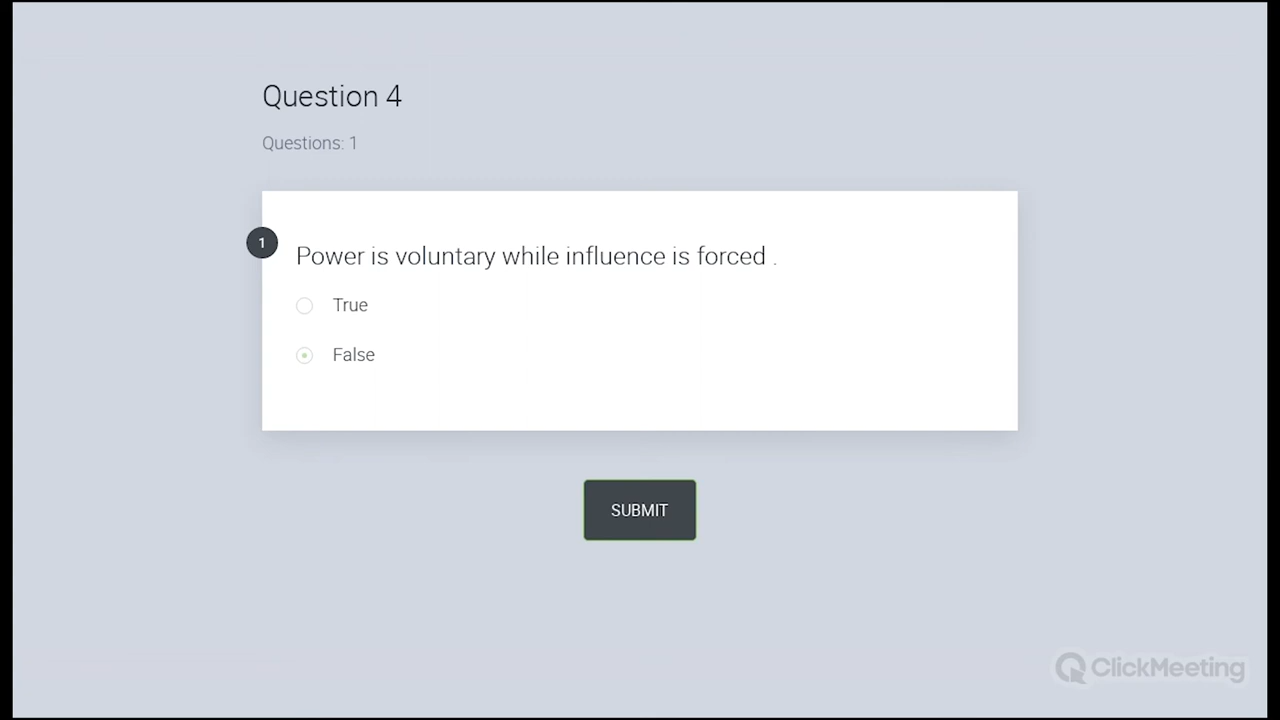 Question 4
Questions: 1
1
Power is voluntary while influence is forced .
True
False
SUBMIT
ClickMeeting